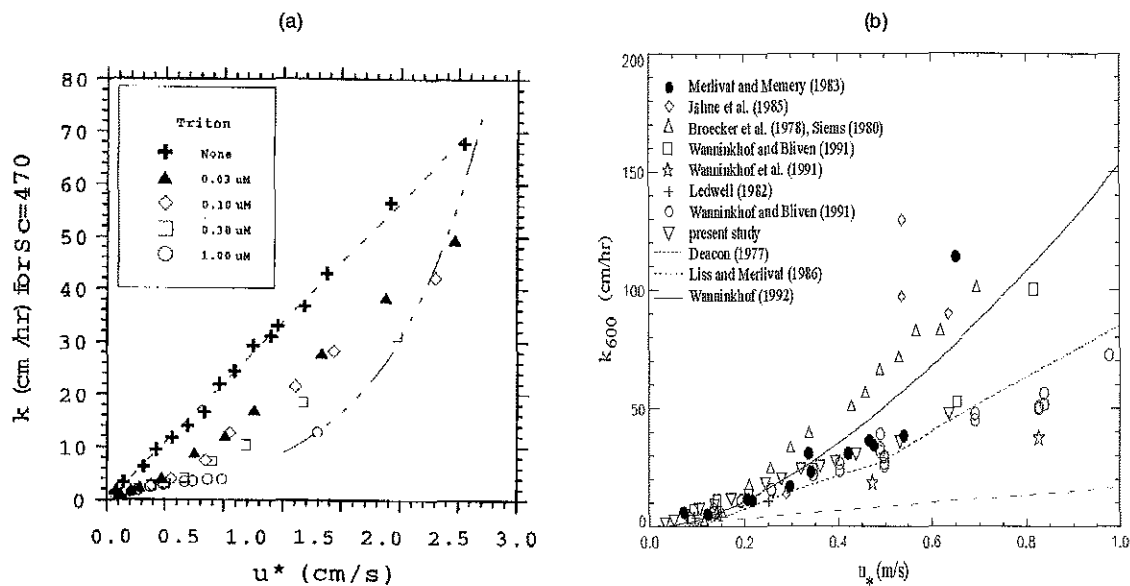 (a)
80
70
60
50
40
30
20
10
0
k (cm /hr) for Sc=470
Triton
None
0.03 uM
0.10 uM
0.30 uM
1.00 uM
0.0
0.5
1.0
1.5
2.0
2.5
3.0
u* (cm/s)
(b)
200
150
100
50
0
k600 (cm/hr)
Merlivat and Memery (1983)
Jähne et al. (1985)
Broecker et al. (1978), Siems (1980)
Wanninkhof and Bliven (1991)
Wanninkhof et al. (1991)
Ledwell (1982)
Wanninkhof and Bliven (1991)
present study
Deacon (1977)
Liss and Merlivat (1986)
Wanninkhof (1992)
0.0
0.2
0.4
0.6
0.8
1.0
u* (m/s)